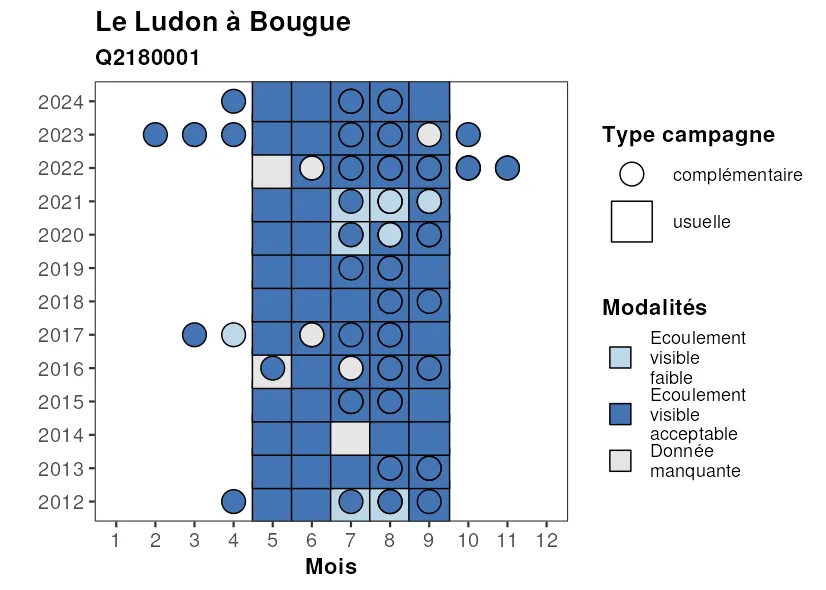 Le Ludon à Bougue
Q2180001
2024
2023
2022
2021
2020
2019
2018
2017
2016
2015
2014
2013
2012
1 2 3 4 5 6 7 8 9 10 11 12
Mois
Type campagne
complémentaire
usuelle
Modalités
Ecoulement
visible
faible
Ecoulement
visible
acceptable
Donnée
manquante